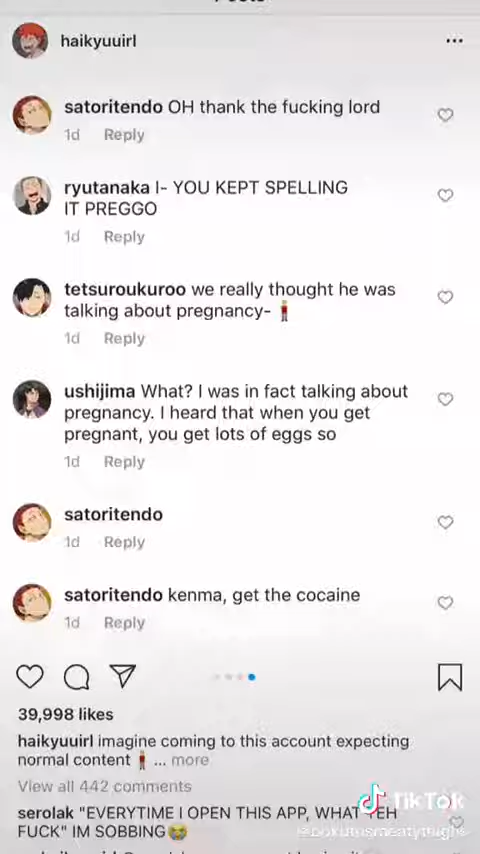 haikyuuirl
satoritendo OH thank the fucking lord
1d Reply
ryutanaka I- YOU KEPT SPELLING
IT PREGGO
1d Reply
tetsuroukuroo we really thought he was
talking about pregnancy-
1d Reply
ushijima What? I was in fact talking about
pregnancy. I heard that when you get
pregnant, you get lots of eggs so
1d Reply
satoritendo
1d Reply
satoritendo kenma, get the cocaine
1d Reply
39,998 likes
haikyuuirl imagine coming to this account expecting
normal content ... more
View all 442 comments
TikTok
serolak "EVERYTIME I OPEN THIS APP, WHAT TEH
FUCK" IM SOBBING😭